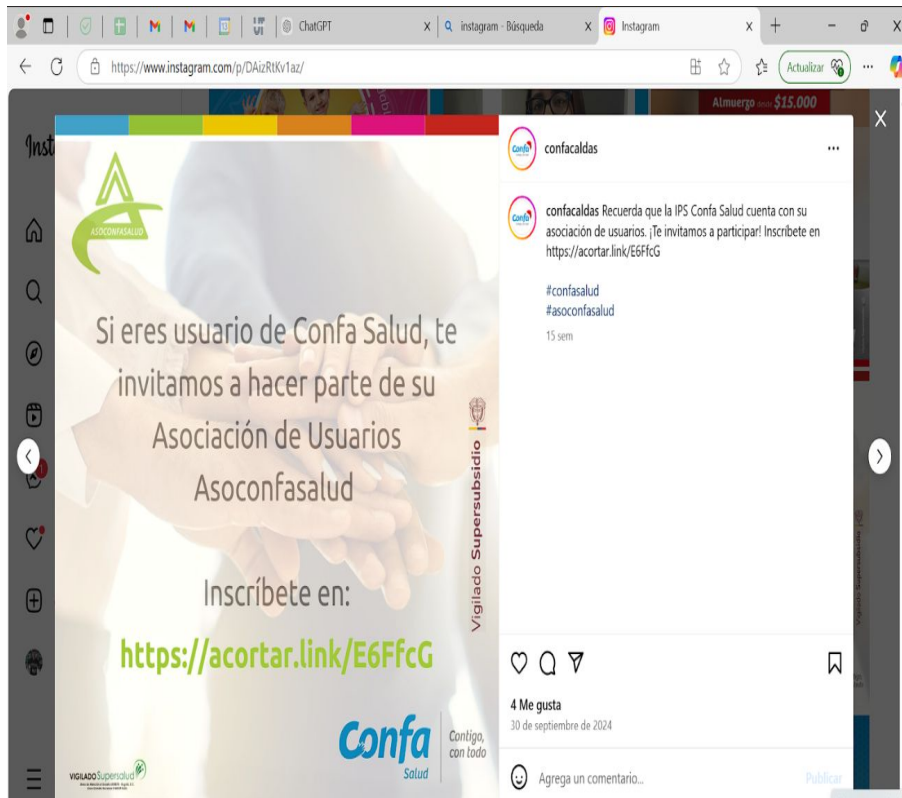 ChatGPT
instagram - Búsqueda
Instagram
https://www.instagram.com/p/DAizRtKv1az/
Actualizar
Almuergo desde $15.000
Inst
ASOCONFASALUD
Si eres usuario de Confa Salud, te
invitamos a hacer parte de su
Asociación de Usuarios
Asoconfasalud
Inscríbete en:
https://acortar.link/E6FfcG
Vigilado Supersubsidio
VIGILADO Supersalud
Confa
Salud
Contigo,
con todo
Confa
confacaldas
Confa
confacaldas Recuerda que la IPS Confa Salud cuenta con su
asociación de usuarios. ¡Te invitamos a participar! Inscríbete en
https://acortar.link/E6FfcG
#confasalud
#asoconfasalud
15 sem
4 Me gusta
30 de septiembre de 2024
Agrega un comentario...
Publicar